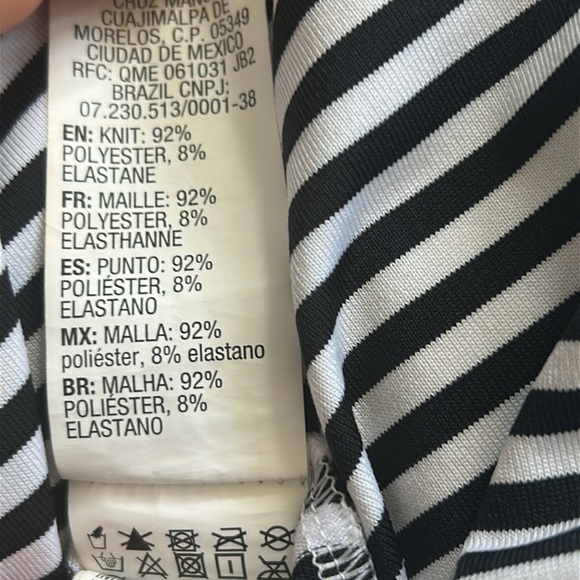 CRUZ
CUAJIMALPA DE
MORELOS, C.P. 05349
CIUDAD DE MEXICO
RFC: QME 061031 JB2
BRAZIL CNPJ:
07.230.513/0001-38
EN: KNIT: 92%
POLYESTER, 8%
ELASTANE
FR: MAILLE: 92%
POLYESTER, 8%
ELASTHANNE
ES: PUNTO: 92%
POLIÉSTER, 8%
ELASTANO
MX: MALLA: 92%
poliéster, 8% elastano
BR: MALHA: 92%
POLIÉSTER, 8%
ELASTANO